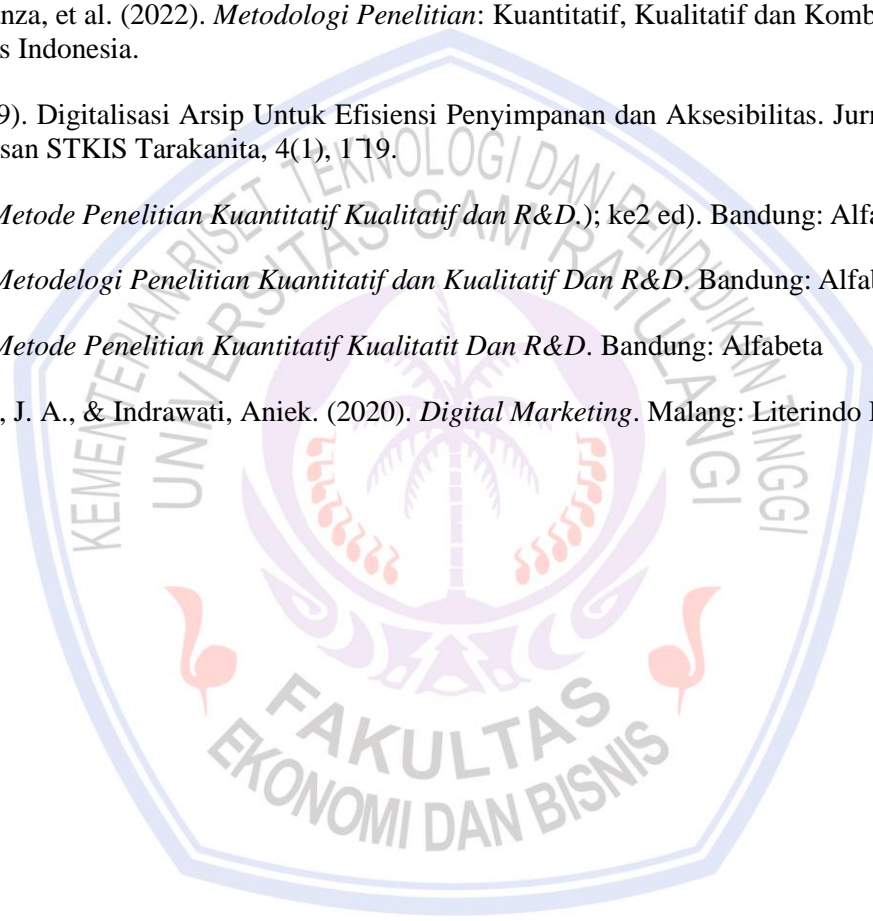 anza, et al. (2022). Metodologi Penelitian: Kuantitatif, Kualitatif dan Komb
s Indonesia.
9). Digitalisasi Arsip Untuk Efisiensi Penyimpanan dan Aksesibilitas. Jurn
san STKIS Tarakanita, 4(1), 1‾19.
Metode Penelitian Kuantitatif Kualitatif dan R&D.); ke2 ed). Bandung: Alfa
Metodelogi Penelitian Kuantitatif dan Kualitatif Dan R&D. Bandung: Alfab
Metode Penelitian Kuantitatif Kualitatit Dan R&D. Bandung: Alfabeta
, J. A., & Indrawati, Aniek. (2020). Digital Marketing. Malang: Literindo
KEMENTERIAN RISET TEKNOLOGI DAN PENDIDIKAN TINGGI
UNIVERSITAS SAM RATULANGI
FAKULTAS
EKONOMI DAN BISNIS